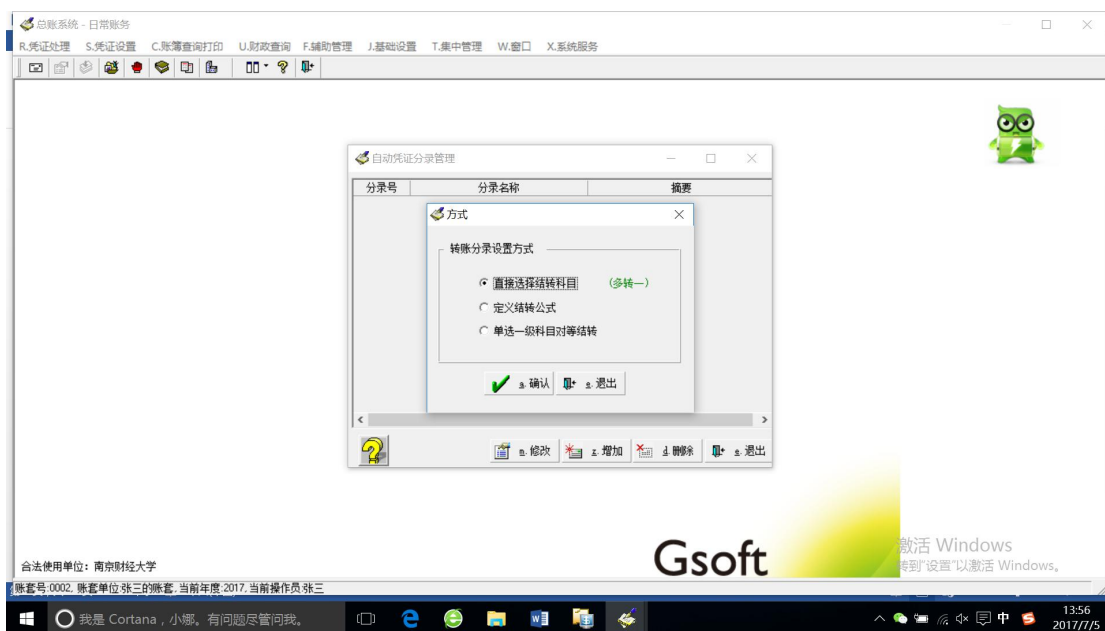 总账系统 - 日常账务
R.凭证处理 S.凭证设置 C.账簿查询打印 U.财政查询 F.辅助管理 J.基础设置 T.集中管理 W.窗口 X.系统服务
自动凭证分录管理
分录号 分录名称 摘要
方式
转账分录设置方式
直接选择结转科目 (多转一)
定义结转公式
单选一级科目对等结转
a.确认 e.退出
m.修改 z.增加 d.删除 e.退出
Gsoft
激活 Windows
转到"设置"以激活 Windows。
合法使用单位：南京财经大学
账套号:0002, 账套单位:张三的账套,当前年度:2017,当前操作员:张三
我是 Cortana，小娜。有问题尽管问我。
中
13:56
2017/7/5